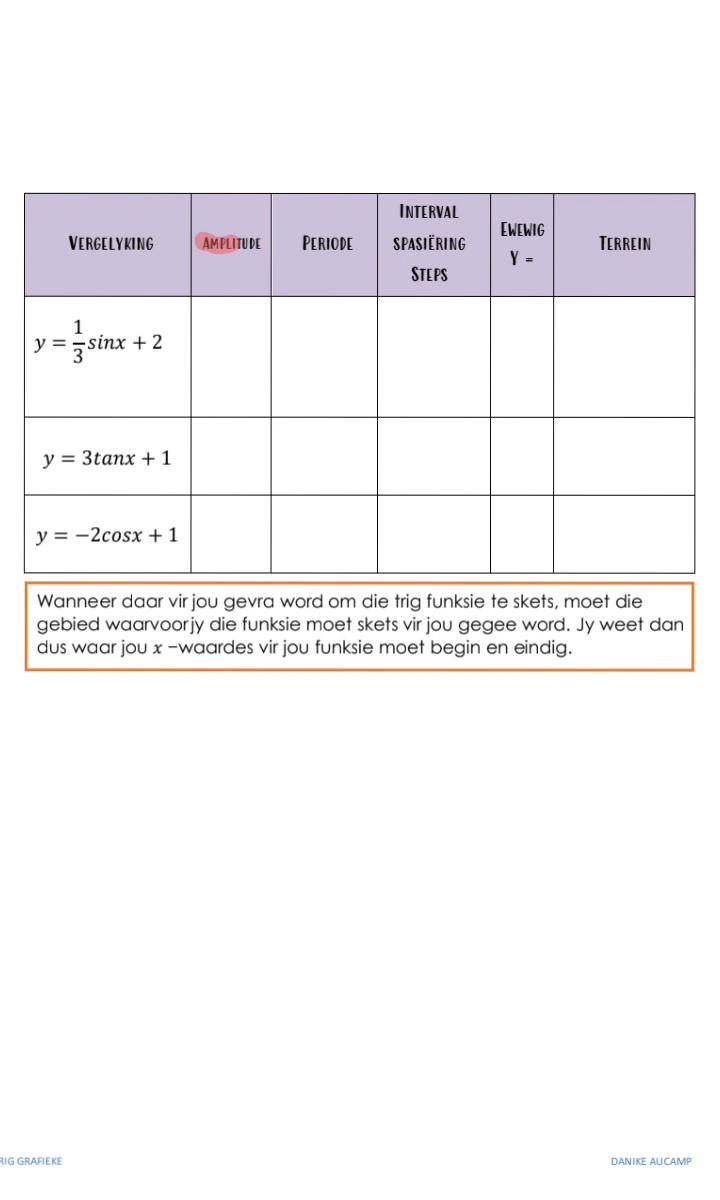 VERGELYKING
AMPLITUDE
PERIODE
INTERVAL
SPASIËRING
STEPS
EWEWIG
Y =
TERREIN
y = 1/3 sinx + 2
y = 3tanx + 1
y = −2cosx + 1
Wanneer daar vir jou gevra word om die trig funksie te skets, moet die
gebied waarvoor jy die funksie moet skets vir jou gegee word. Jy weet dan
dus waar jou x −waardes vir jou funksie moet begin en eindig.
RIG GRAFIEKE
DANIKE AUCAMP